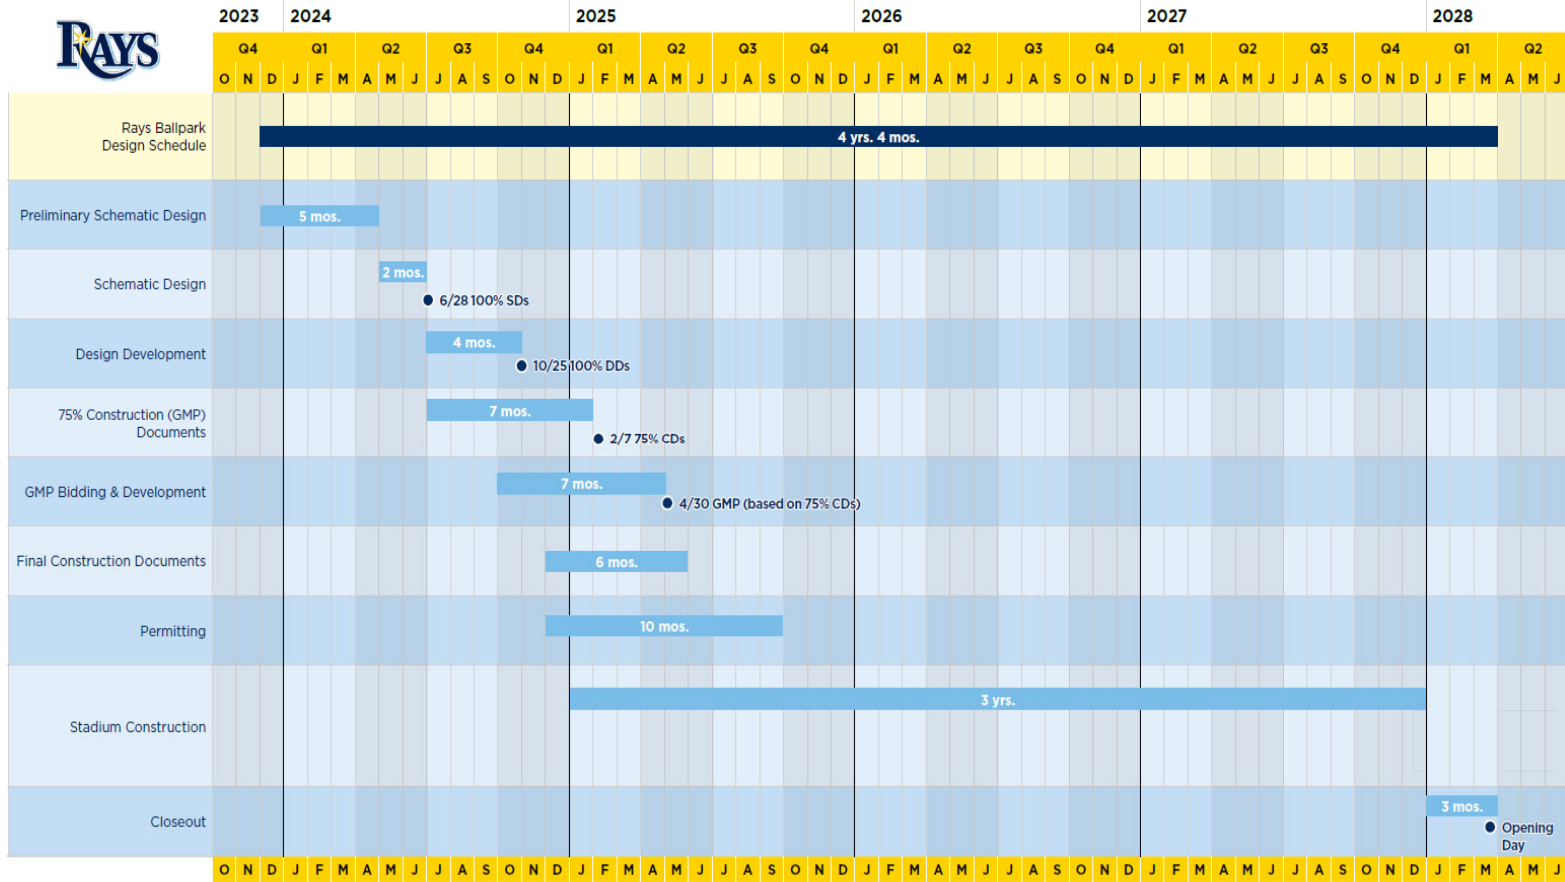 RAYS
2023 2024 2025 2026 2027 2028
Q4 Q1 Q2 Q3 Q4 Q1 Q2 Q3 Q4 Q1 Q2 Q3 Q4 Q1 Q2 Q3 Q4 Q1 Q2
O N D J F M A M J J A S O N D J F M A M J J A S O N D J F M A M J J A S O N D J F M A M J J A S O N D J F M A M J
Rays Ballpark
Design Schedule
4 yrs. 4 mos.
Preliminary Schematic Design
5 mos.
Schematic Design
2 mos.
6/28 100% SDs
Design Development
4 mos.
10/25 100% DDs
75% Construction (GMP)
Documents
7 mos.
2/7 75% CDs
GMP Bidding & Development
7 mos.
4/30 GMP (based on 75% CDs)
Final Construction Documents
6 mos.
Permitting
10 mos.
Stadium Construction
3 yrs.
Closeout
3 mos.
Opening
Day
O N D J F M A M J J A S O N D J F M A M J J A S O N D J F M A M J J A S O N D J F M A M J J A S O N D J F M A M J